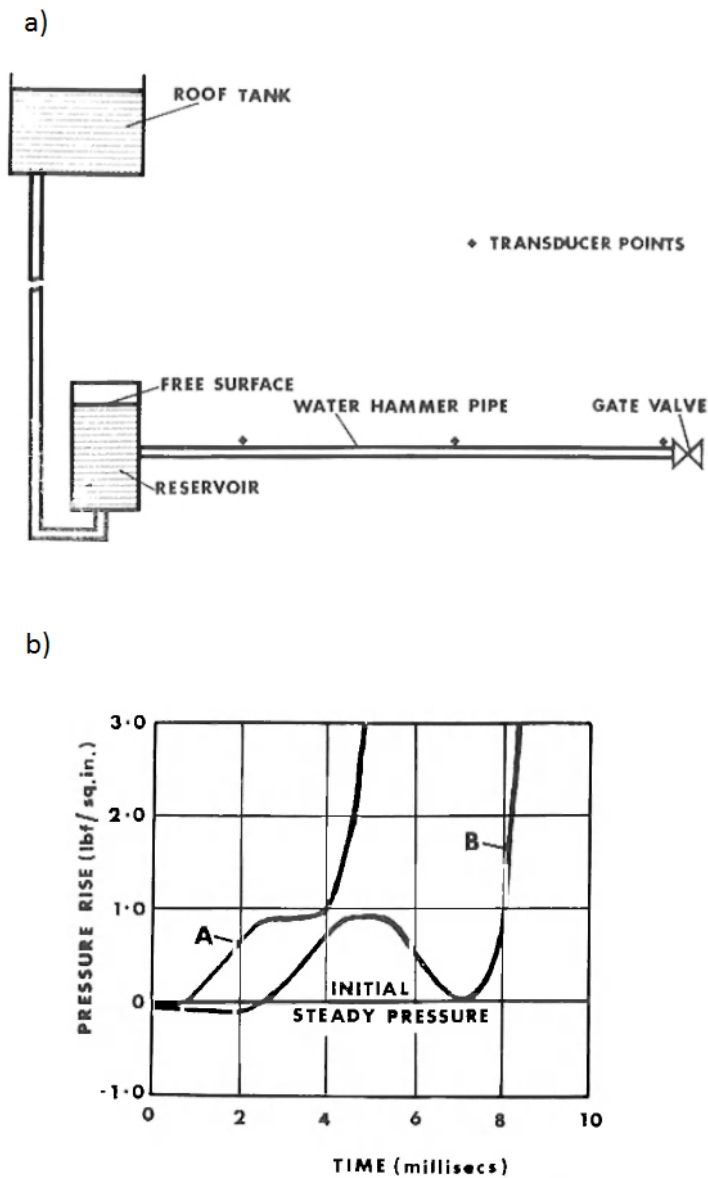 a)
ROOF TANK
TRANSDUCER POINTS
FREE SURFACE
WATER HAMMER PIPE
GATE VALVE
RESERVOIR
b)
PRESSURE RISE (lbf/sq.in.)
3·0
2·0
1·0
0
-1·0
A
B
INITIAL
STEADY PRESSURE
0 2 4 6 8 10
TIME (millisecs)